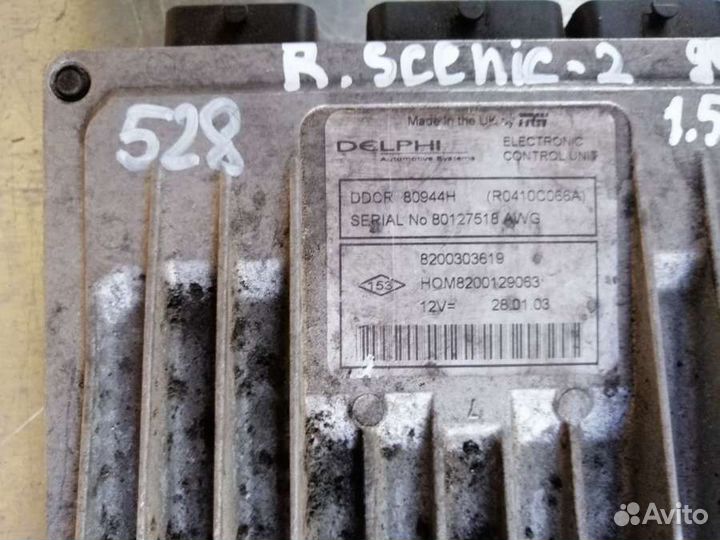 R. Scenic-2
528
1.5
Made in the UK by TRW
DELPHI
Automotive Systems
ELECTRONIC
CONTROL UNIT
DDCR 80944H (R0410C066A)
SERIAL No 80127518 AWG
8200303619
153
HOM8200129063
12V= 28.01 03
Avito